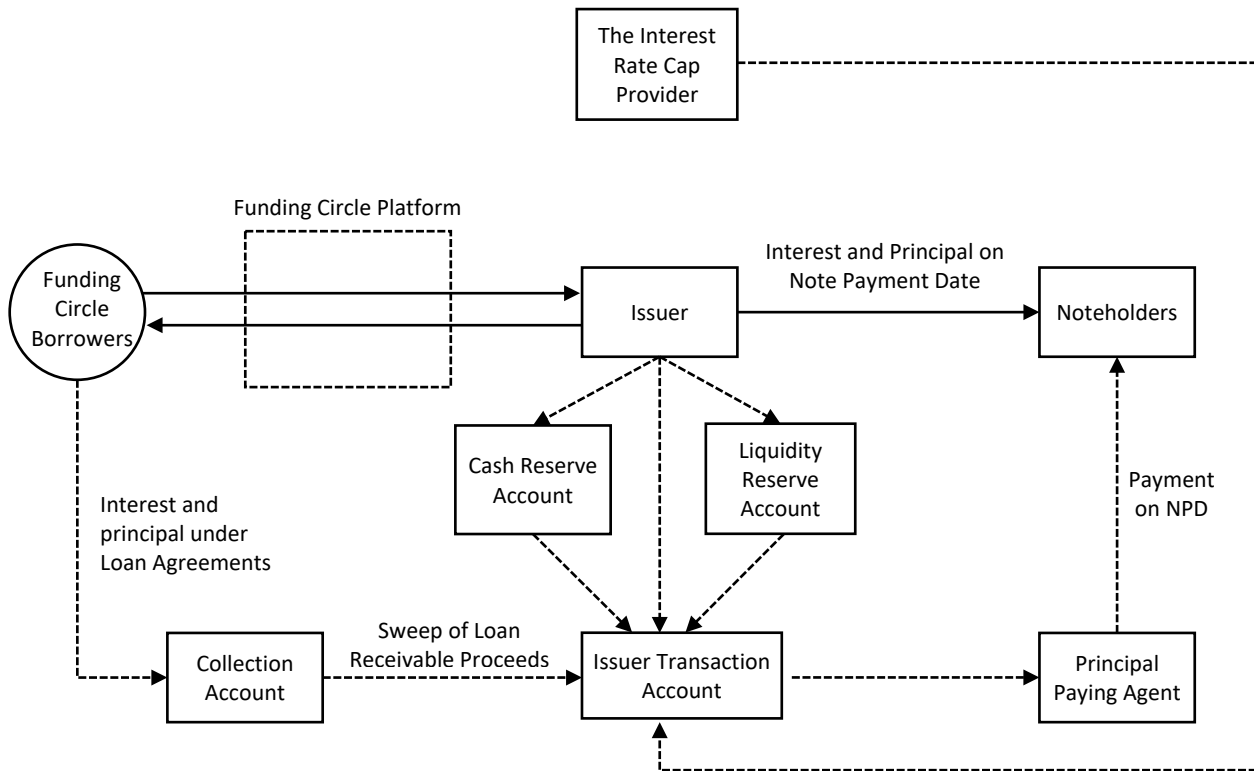 The Interest
Rate Cap
Provider
Funding Circle Platform
Funding
Circle
Borrowers
Issuer
Interest and Principal on
Note Payment Date
Noteholders
Cash Reserve
Account
Liquidity
Reserve
Account
Interest and
principal under
Loan Agreements
Payment
on NPD
Collection
Account
Sweep of Loan
Receivable Proceeds
Issuer Transaction
Account
Principal
Paying Agent